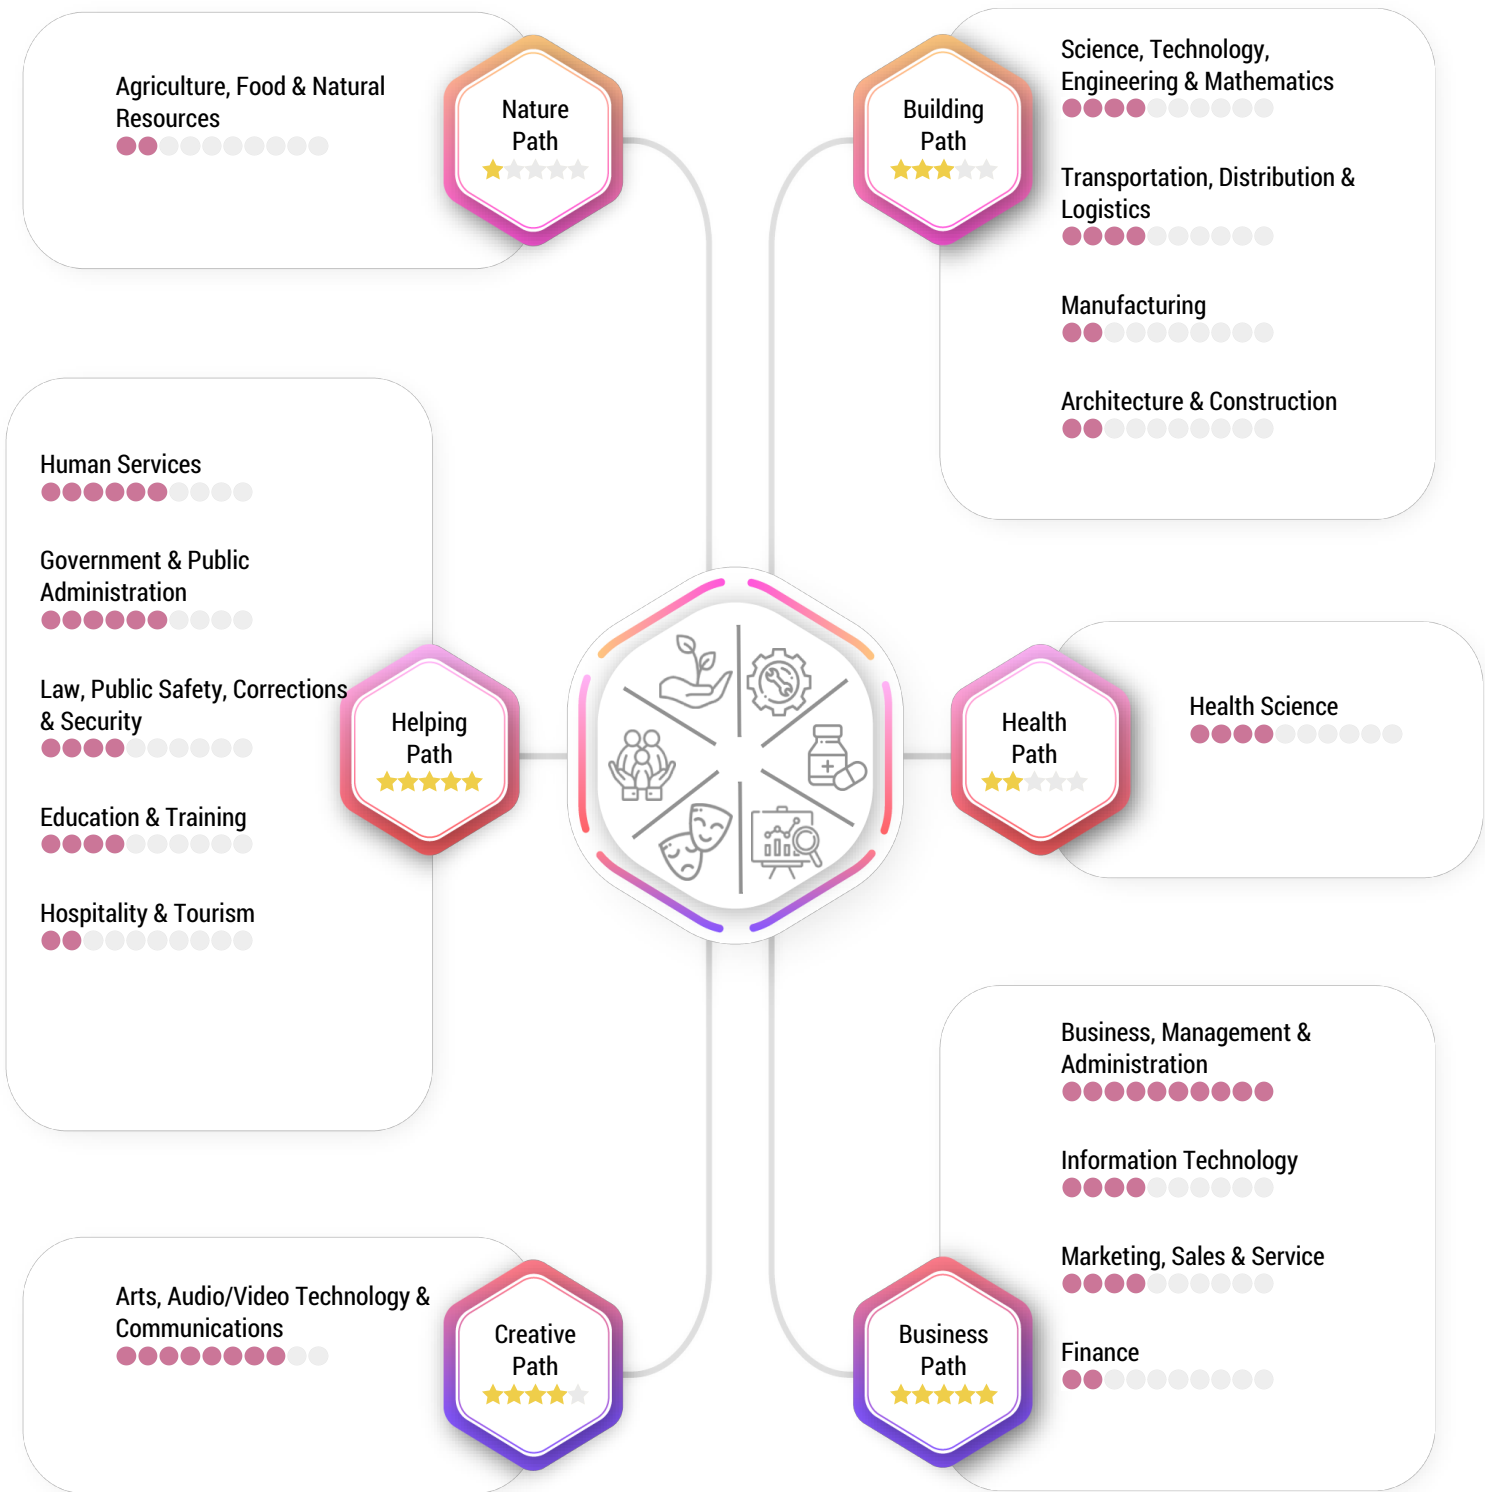 Agriculture, Food & Natural
Resources
Nature
Path
Building
Path
Science, Technology,
Engineering & Mathematics
Transportation, Distribution &
Logistics
Manufacturing
Architecture & Construction
Human Services
Government & Public
Administration
Law, Public Safety, Corrections
& Security
Education & Training
Hospitality & Tourism
Helping
Path
Health
Path
Health Science
Arts, Audio/Video Technology &
Communications
Creative
Path
Business
Path
Business, Management &
Administration
Information Technology
Marketing, Sales & Service
Finance